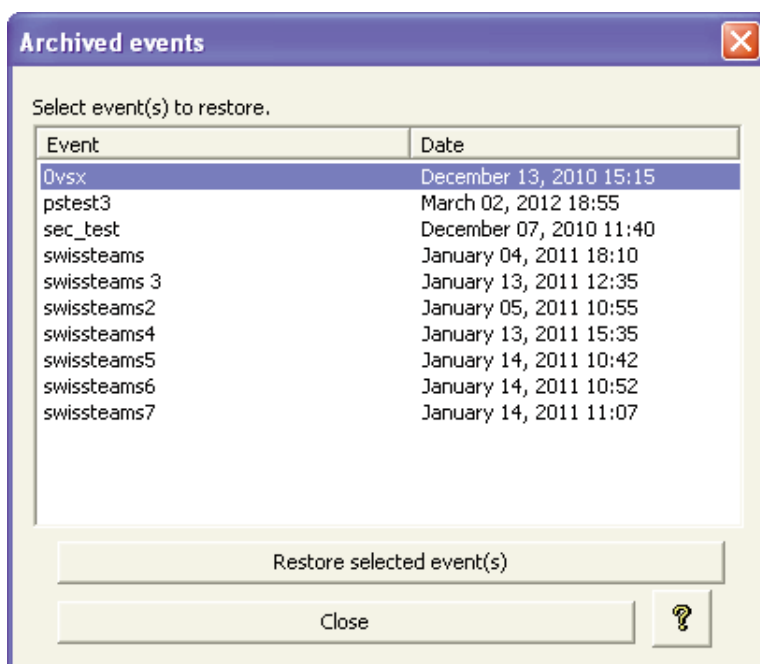 Archived events
Select event(s) to restore.
Event Date
0vsx December 13, 2010 15:15
pstest3 March 02, 2012 18:55
sec_test December 07, 2010 11:40
swissteams January 04, 2011 18:10
swissteams 3 January 13, 2011 12:35
swissteams2 January 05, 2011 10:55
swissteams4 January 13, 2011 15:35
swissteams5 January 14, 2011 10:42
swissteams6 January 14, 2011 10:52
swissteams7 January 14, 2011 11:07
Restore selected event(s)
Close ?